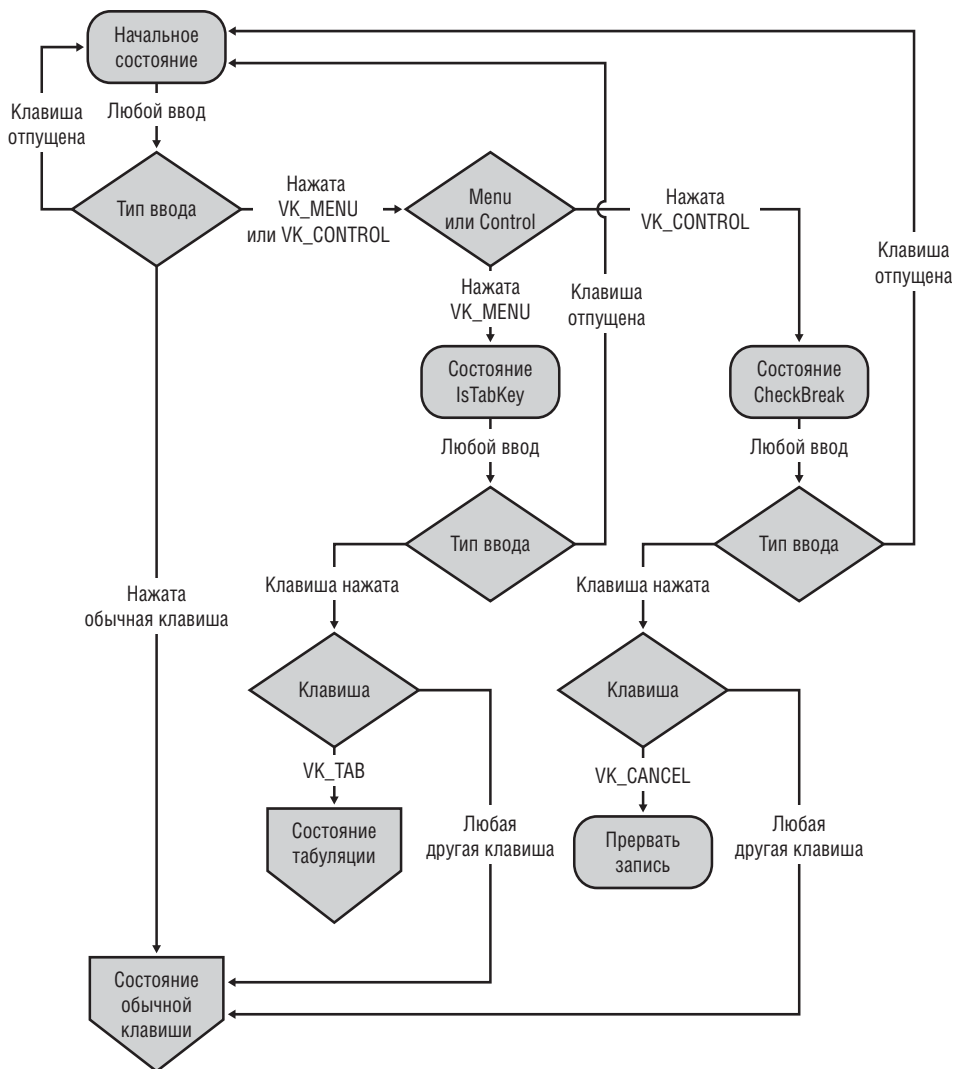 Начальное
состояние
Клавиша
отпущена
Любой ввод
Тип ввода
Нажата
VK_MENU
или VK_CONTROL
Menu
или Control
Нажата
VK_CONTROL
Клавиша
отпущена
Нажата
VK_MENU
Клавиша
отпущена
Состояние
IsTabKey
Состояние
CheckBreak
Любой ввод
Любой ввод
Тип ввода
Тип ввода
Нажата
обычная клавиша
Клавиша нажата
Клавиша нажата
Клавиша
Клавиша
VK_TAB
VK_CANCEL
Состояние
табуляции
Любая
другая клавиша
Прервать
запись
Любая
другая клавиша
Состояние
обычной
клавиши